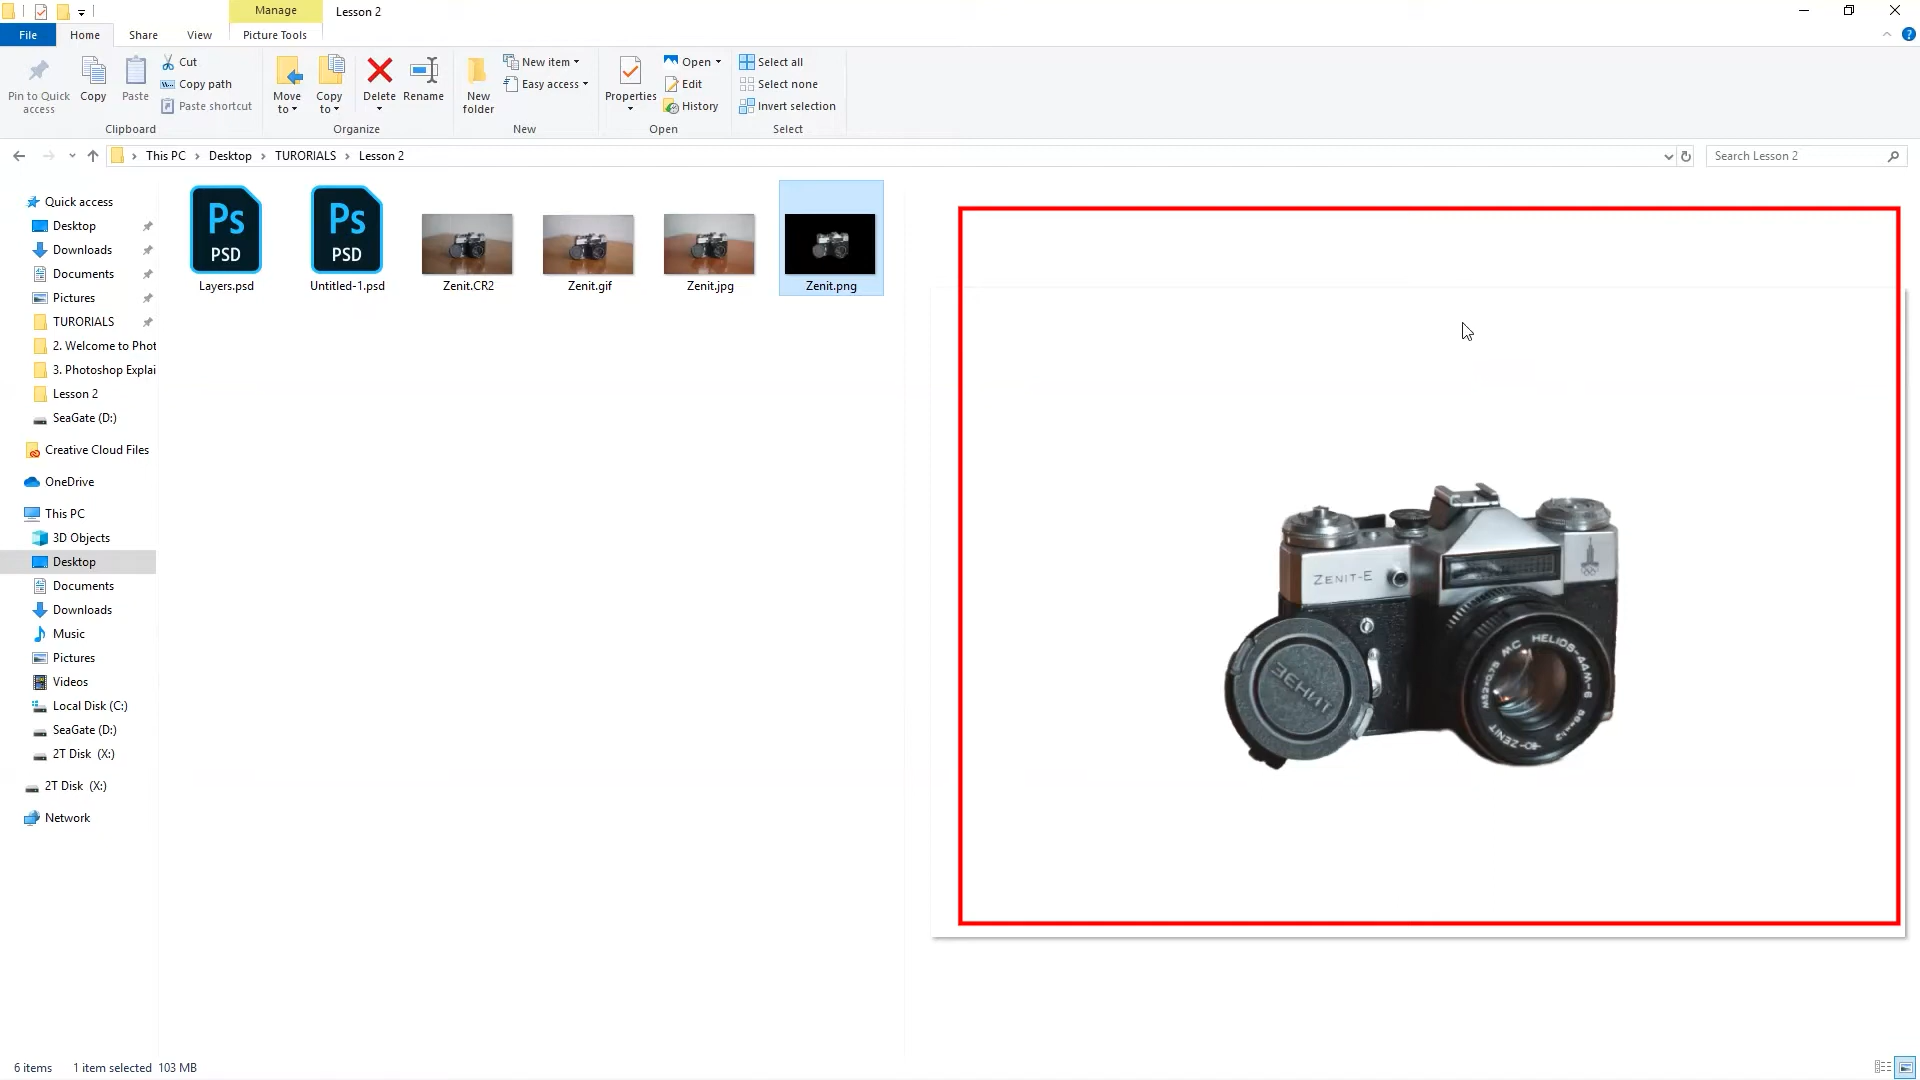 Manage
Lesson 2
File
Home
Share
View
Picture Tools
Pin to Quick access
Copy
Paste
Cut
Copy path
Paste shortcut
Clipboard
Move to
Copy to
Delete
Rename
Organize
New folder
New item
Easy access
New
Properties
Open
Edit
History
Open
Select all
Select none
Invert selection
Select
This PC
Desktop
TURORIALS
Lesson 2
Search Lesson 2
Quick access
Desktop
Downloads
Documents
Pictures
TURORIALS
2. Welcome to Phot
3. Photoshop Explai
Lesson 2
SeaGate (D:)
Creative Cloud Files
OneDrive
This PC
3D Objects
Desktop
Documents
Downloads
Music
Pictures
Videos
Local Disk (C:)
SeaGate (D:)
2T Disk (X:)
2T Disk (X:)
Network
Ps
PSD
Layers.psd
Ps
PSD
Untitled-1.psd
Zenit.CR2
Zenit.gif
Zenit.jpg
Zenit.png
ZENIT-E
ЗЕНИТ
MC HELIOS-44M-6
6 items
1 item selected 103 MB